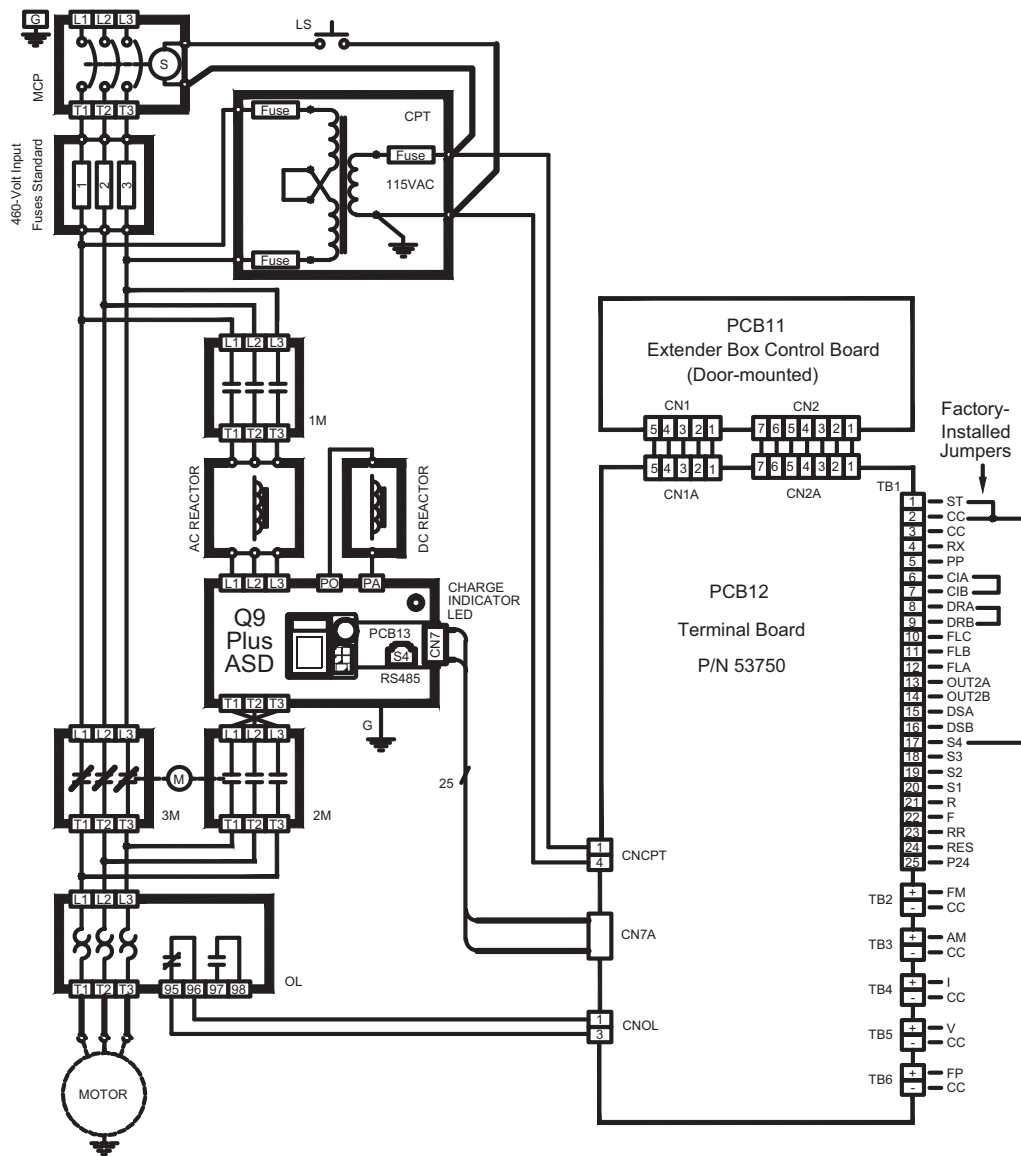 G
L1 L2 L3
LS
S
MCP
T1 T2 T3
460-Volt Input
Fuses Standard
1 2 3
Fuse
CPT
Fuse
115VAC
Fuse
L1 L2 L3
1M
T1 T2 T3
AC REACTOR
DC REACTOR
L1 L2 L3 PO PA
CHARGE
INDICATOR
LED
Q9
Plus
ASD
PCB13
S4
CN7
RS485
T1 T2 T3
G
25
L1 L2 L3
L1 L2 L3
M
3M
2M
T1 T2 T3
T1 T2 T3
L1 L2 L3
OL
T1 T2 T3 95 96 97 98
MOTOR
PCB11
Extender Box Control Board
(Door-mounted)
CN1
CN2
5 4 3 2 1
7 6 5 4 3 2 1
5 4 3 2 1
7 6 5 4 3 2 1
CN1A
CN2A
Factory-
Installed
Jumpers
TB1
1 ST
2 CC
3 CC
4 RX
5 PP
6 CIA
7 CIB
8 DRA
9 DRB
10 FLC
11 FLB
12 FLA
13 OUT2A
14 OUT2B
15 DSA
16 DSB
17 S4
18 S3
19 S2
20 S1
21 R
22 F
23 RR
24 RES
25 P24
PCB12
Terminal Board
P/N 53750
1
4
CNCPT
CN7A
1
3
CNOL
TB2
+ FM
- CC
TB3
+ AM
- CC
TB4
+ I
- CC
TB5
+ V
- CC
TB6
+ FP
- CC